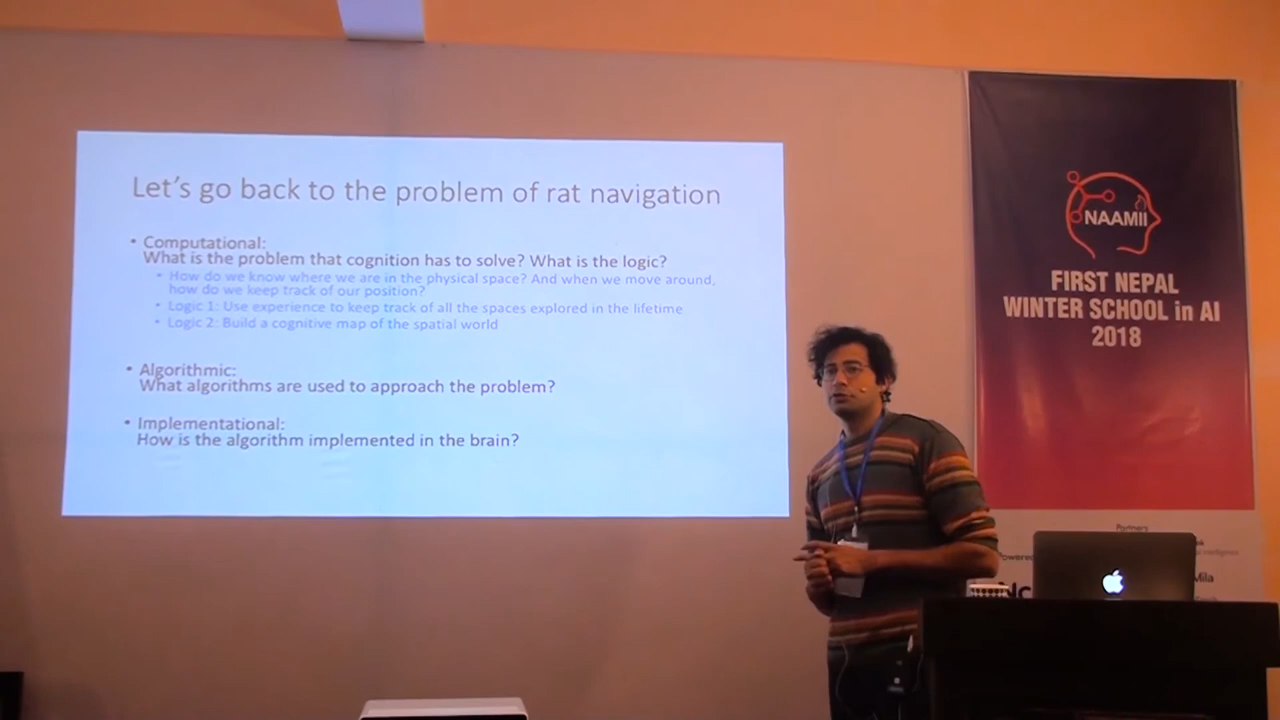 Let's go back to the problem of rat navigation
• Computational:
What is the problem that cognition has to solve? What is the logic?
• How do we know where we are in the physical space? And when we move around,
how do we keep track of our position?
• Logic 1: Use experience to keep track of all the spaces explored in the lifetime
• Logic 2: Build a cognitive map of the spatial world
• Algorithmic:
What algorithms are used to approach the problem?
• Implementational:
How is the algorithm implemented in the brain?
NAAMII
FIRST NEPAL
WINTER SCHOOL in AI
2018
Partners
Powered
Mila